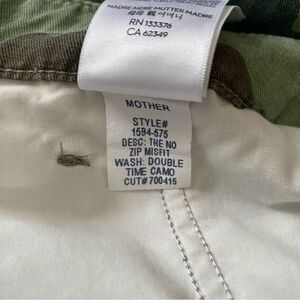 MADRE MERE MUTTER MADRE
RN 133376
CA 62349
MOTHER
STYLE#
1594-575
DESC: THE NO
ZIP MISFIT
WASH: DOUBLE
TIME CAMO
CUT# 700415